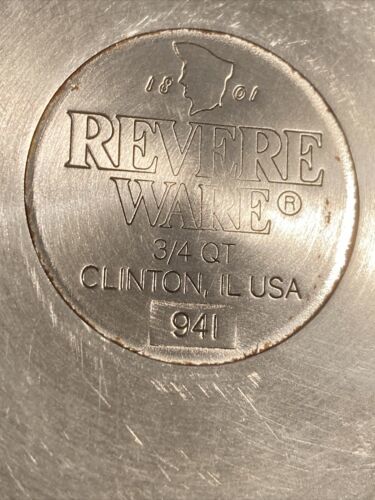 18 01
REVERE
WARE®
3/4 QT
CLINTON, IL USA
941